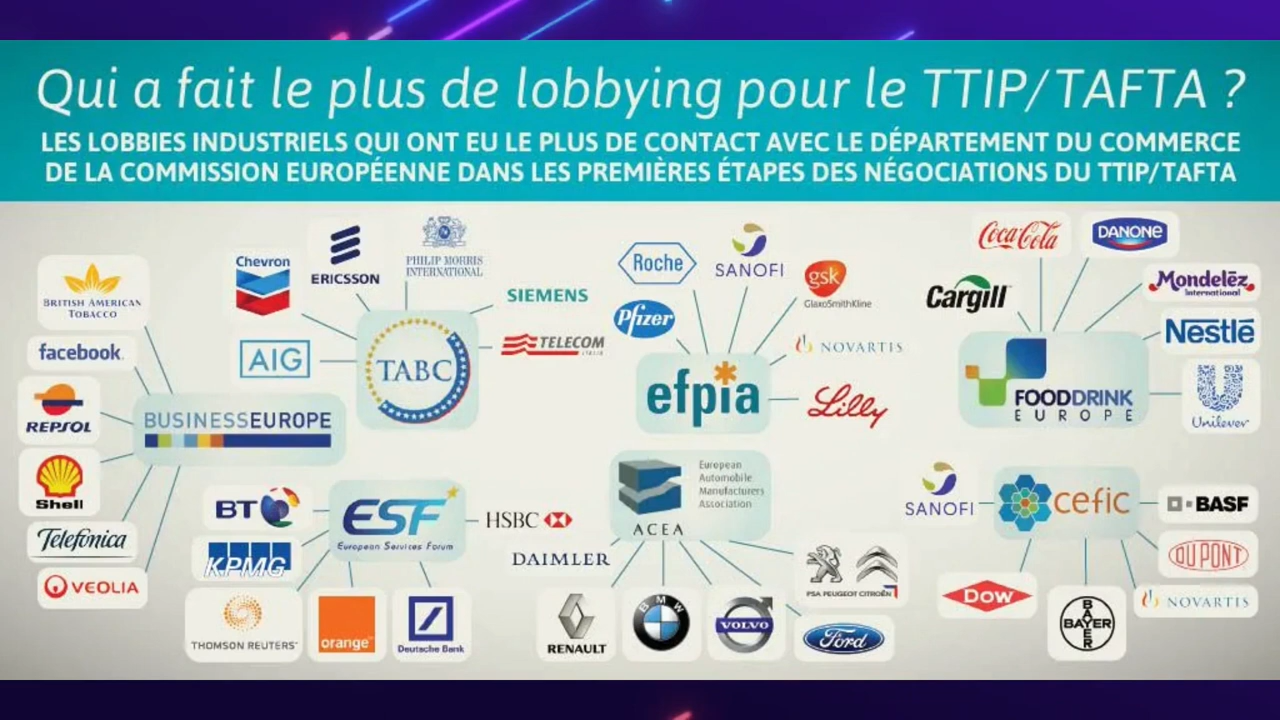 Qui a fait le plus de lobbying pour le TTIP/TAFTA ?
LES LOBBIES INDUSTRIELS QUI ONT EU LE PLUS DE CONTACT AVEC LE DÉPARTEMENT DU COMMERCE
DE LA COMMISSION EUROPÉENNE DANS LES PREMIÈRES ÉTAPES DES NÉGOCIATIONS DU TTIP/TAFTA
BRITISH AMERICAN
TOBACCO
facebook
REPSOL
Shell
Telefónica
VEOLIA
BUSINESSEUROPE
Chevron
ERICSSON
PHILIP MORRIS
INTERNATIONAL
SIEMENS
AIG
TABC
TELECOM
ITALIA
BT
KPMG
THOMSON REUTERS
orange
Deutsche Bank
HSBC
ESF
European Services Forum
Roche
SANOFI
gsk
GlaxoSmithKline
Pfizer
NOVARTIS
efpia
Lilly
European
Automobile
Manufacturers
Association
ACEA
DAIMLER
RENAULT
BMW
VOLVO
Ford
PSA PEUGEOT CITROËN
Coca-Cola
DANONE
Cargill
Mondelēz
International
Nestlé
Unilever
FOODDRINK
EUROPE
SANOFI
cefic
BASF
DU PONT
NOVARTIS
Dow
BAYER
BAYER